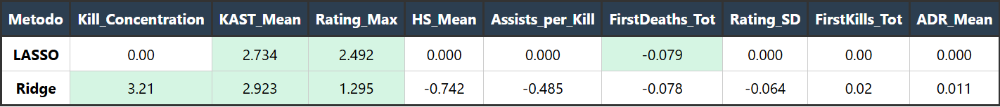 Metodo Kill_Concentration KAST_Mean Rating_Max HS_Mean Assists_per_Kill FirstDeaths_Tot Rating_SD FirstKills_Tot ADR_Mean
LASSO 0.00 2.734 2.492 0.000 0.000 -0.079 0.000 0.00 0.000
Ridge 3.21 2.923 1.295 -0.742 -0.485 -0.078 -0.064 0.02 0.011